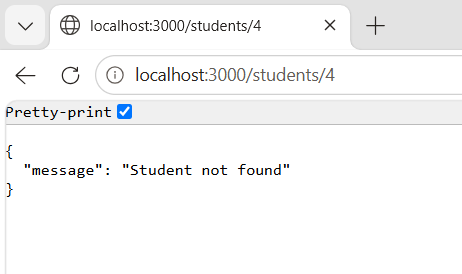 localhost:3000/students/4
localhost:3000/students/4
Pretty-print
{
  "message": "Student not found"
}